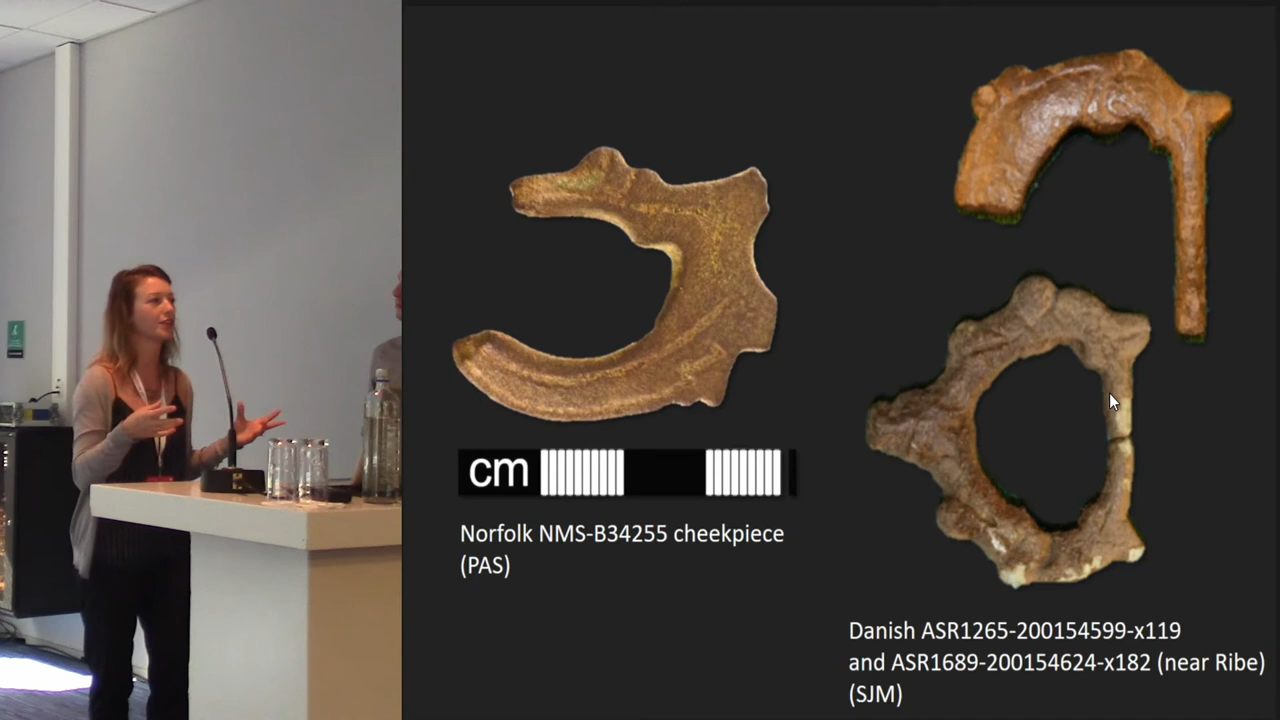 cm
Norfolk NMS-B34255 cheekpiece
(PAS)
Danish ASR1265-200154599-x119
and ASR1689-200154624-x182 (near Ribe)
(SJM)